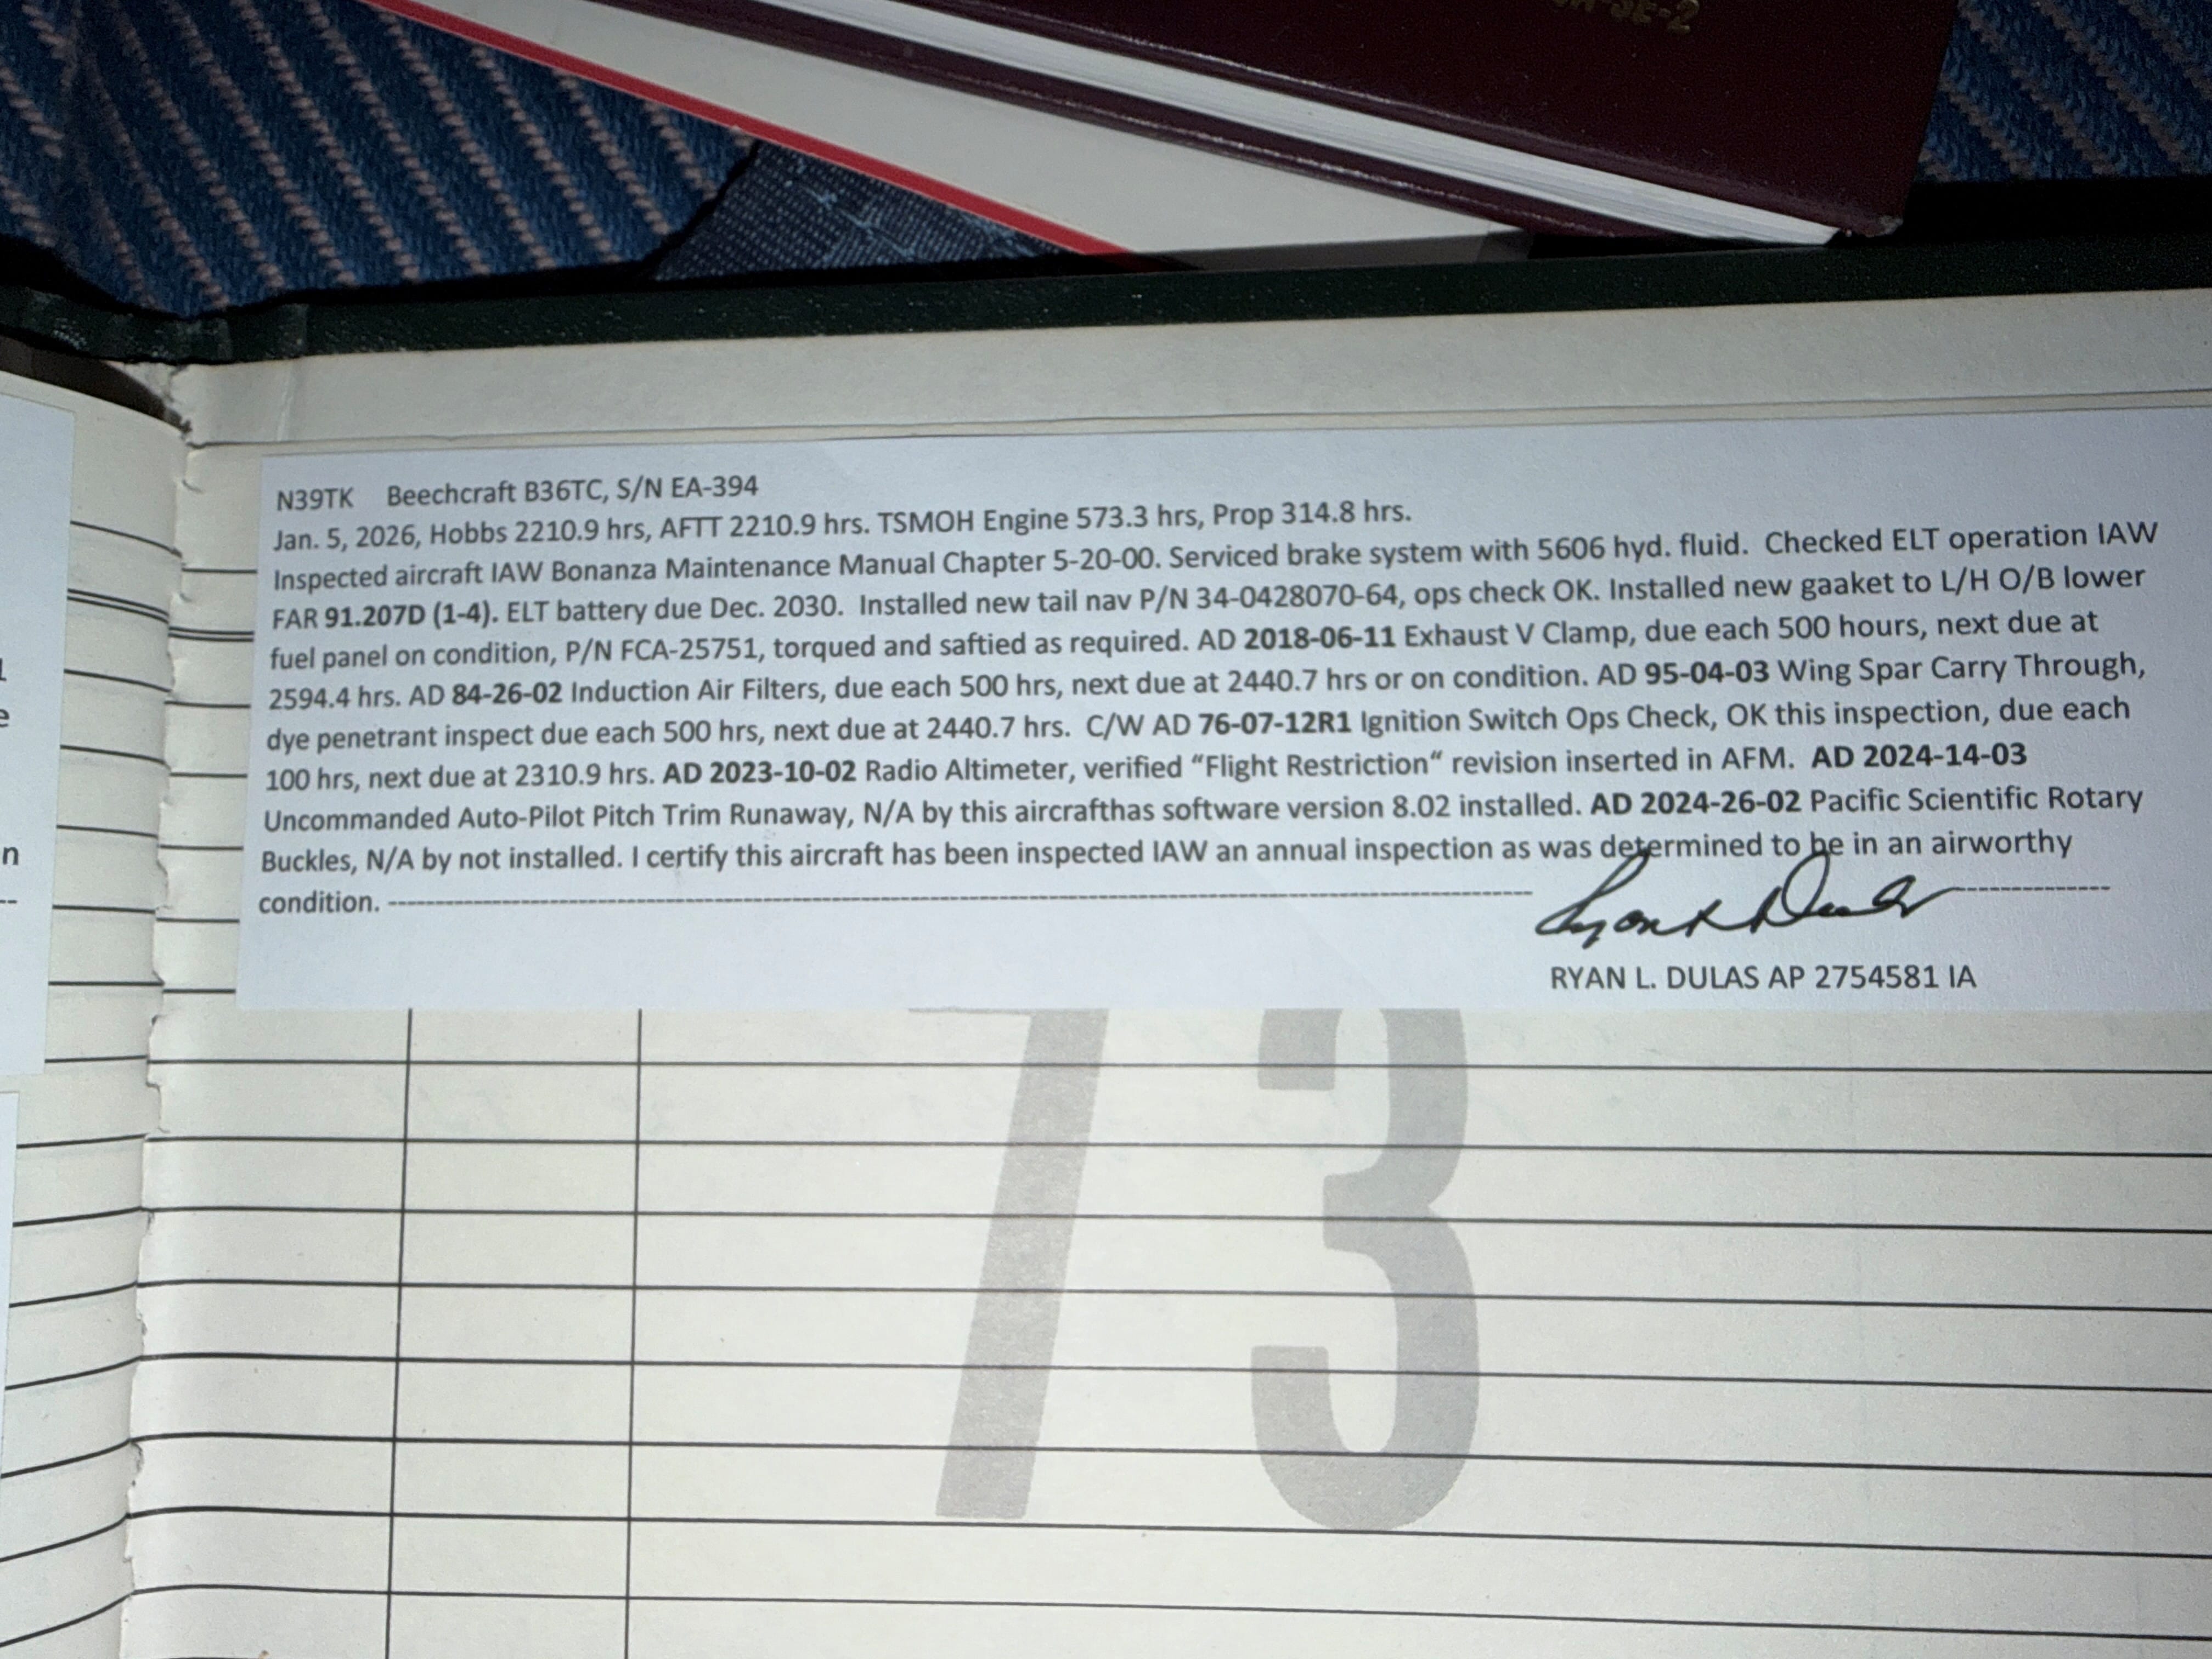 SE-2
N39TK Beechcraft B36TC, S/N EA-394
Jan. 5, 2026, Hobbs 2210.9 hrs, AFTT 2210.9 hrs. TSMOH Engine 573.3 hrs, Prop 314.8 hrs.
Inspected aircraft IAW Bonanza Maintenance Manual Chapter 5-20-00. Serviced brake system with 5606 hyd. fluid. Checked ELT operation IAW
FAR 91.207D (1-4). ELT battery due Dec. 2030. Installed new tail nav P/N 34-0428070-64, ops check OK. Installed new gaaket to L/H O/B lower
fuel panel on condition, P/N FCA-25751, torqued and saftied as required. AD 2018-06-11 Exhaust V Clamp, due each 500 hours, next due at
2594.4 hrs. AD 84-26-02 Induction Air Filters, due each 500 hrs, next due at 2440.7 hrs or on condition. AD 95-04-03 Wing Spar Carry Through,
dye penetrant inspect due each 500 hrs, next due at 2440.7 hrs. C/W AD 76-07-12R1 Ignition Switch Ops Check, OK this inspection, due each
100 hrs, next due at 2310.9 hrs. AD 2023-10-02 Radio Altimeter, verified “Flight Restriction“ revision inserted in AFM. AD 2024-14-03
Uncommanded Auto-Pilot Pitch Trim Runaway, N/A by this aircrafthas software version 8.02 installed. AD 2024-26-02 Pacific Scientific Rotary
Buckles, N/A by not installed. I certify this aircraft has been inspected IAW an annual inspection as was determined to be in an airworthy
condition. ----------
RYAN L. DULAS AP 2754581 IA
73
n